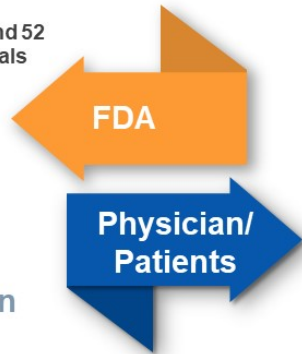 nd 52
als
FDA
Physician/
Patients
n